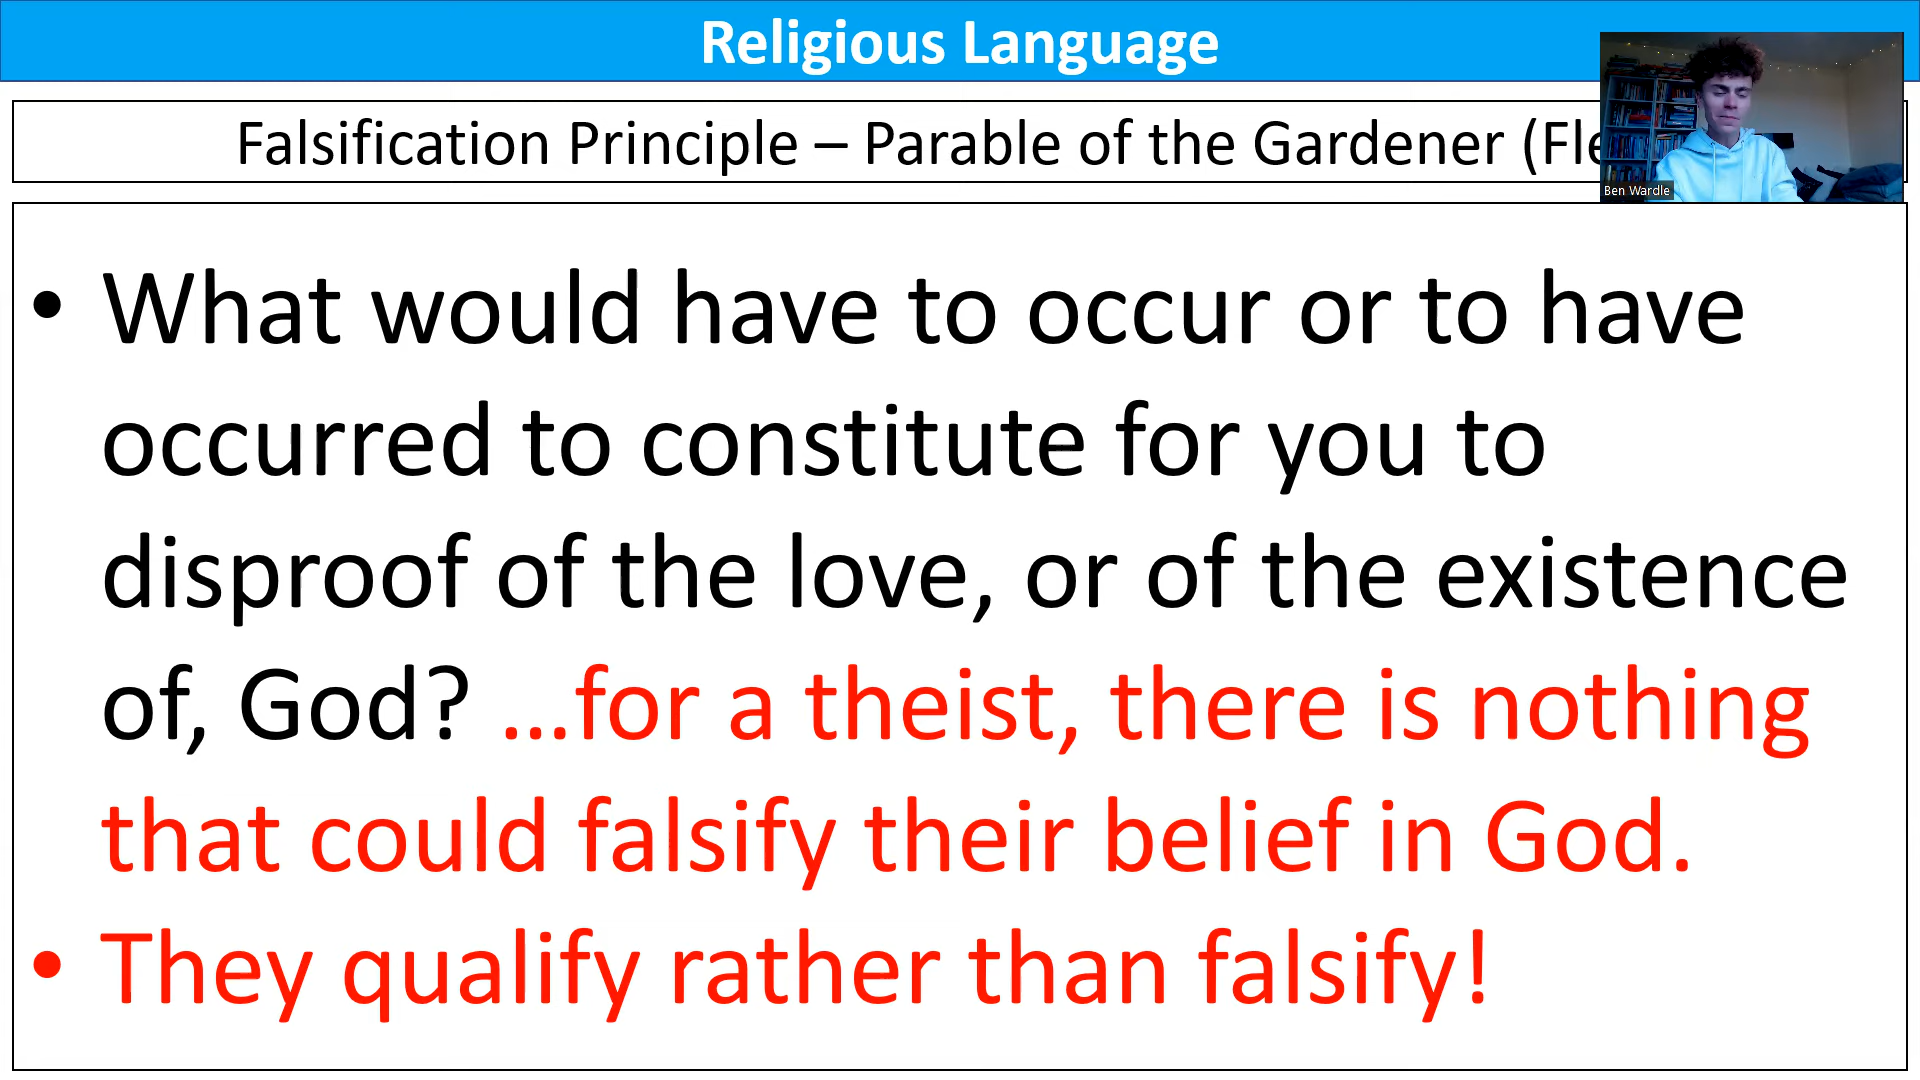 Religious Language
Falsification Principle – Parable of the Gardener (Fle
Ben Wardle
• What would have to occur or to have
occurred to constitute for you to
disproof of the love, or of the existence
of, God? ...for a theist, there is nothing
that could falsify their belief in God.
• They qualify rather than falsify!